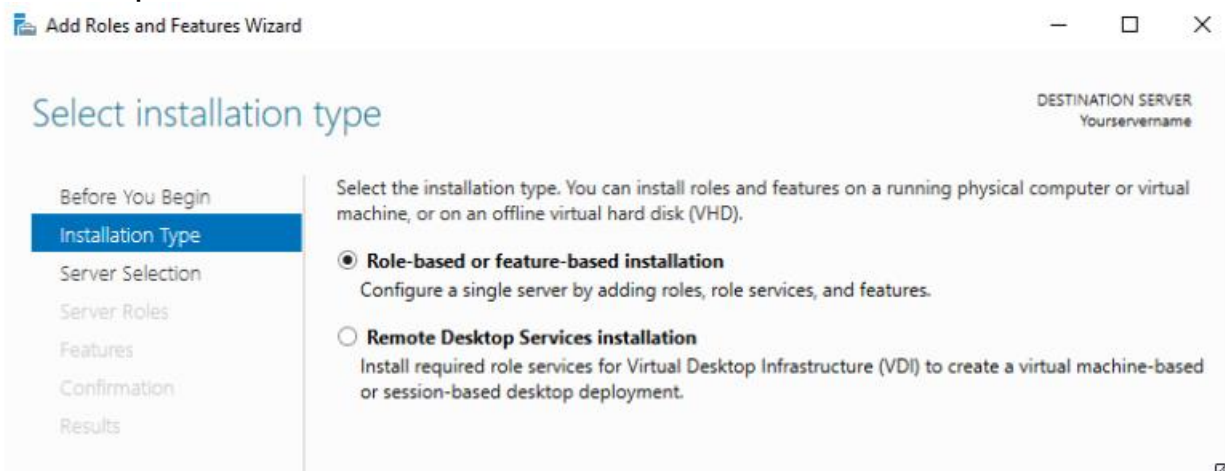 Add Roles and Features Wizard
Select installation type
DESTINATION SERVER
Yourservername
Before You Begin
Installation Type
Server Selection
Server Roles
Features
Confirmation
Results
Select the installation type. You can install roles and features on a running physical computer or virtual
machine, or on an offline virtual hard disk (VHD).
Role-based or feature-based installation
Configure a single server by adding roles, role services, and features.
Remote Desktop Services installation
Install required role services for Virtual Desktop Infrastructure (VDI) to create a virtual machine-based
or session-based desktop deployment.